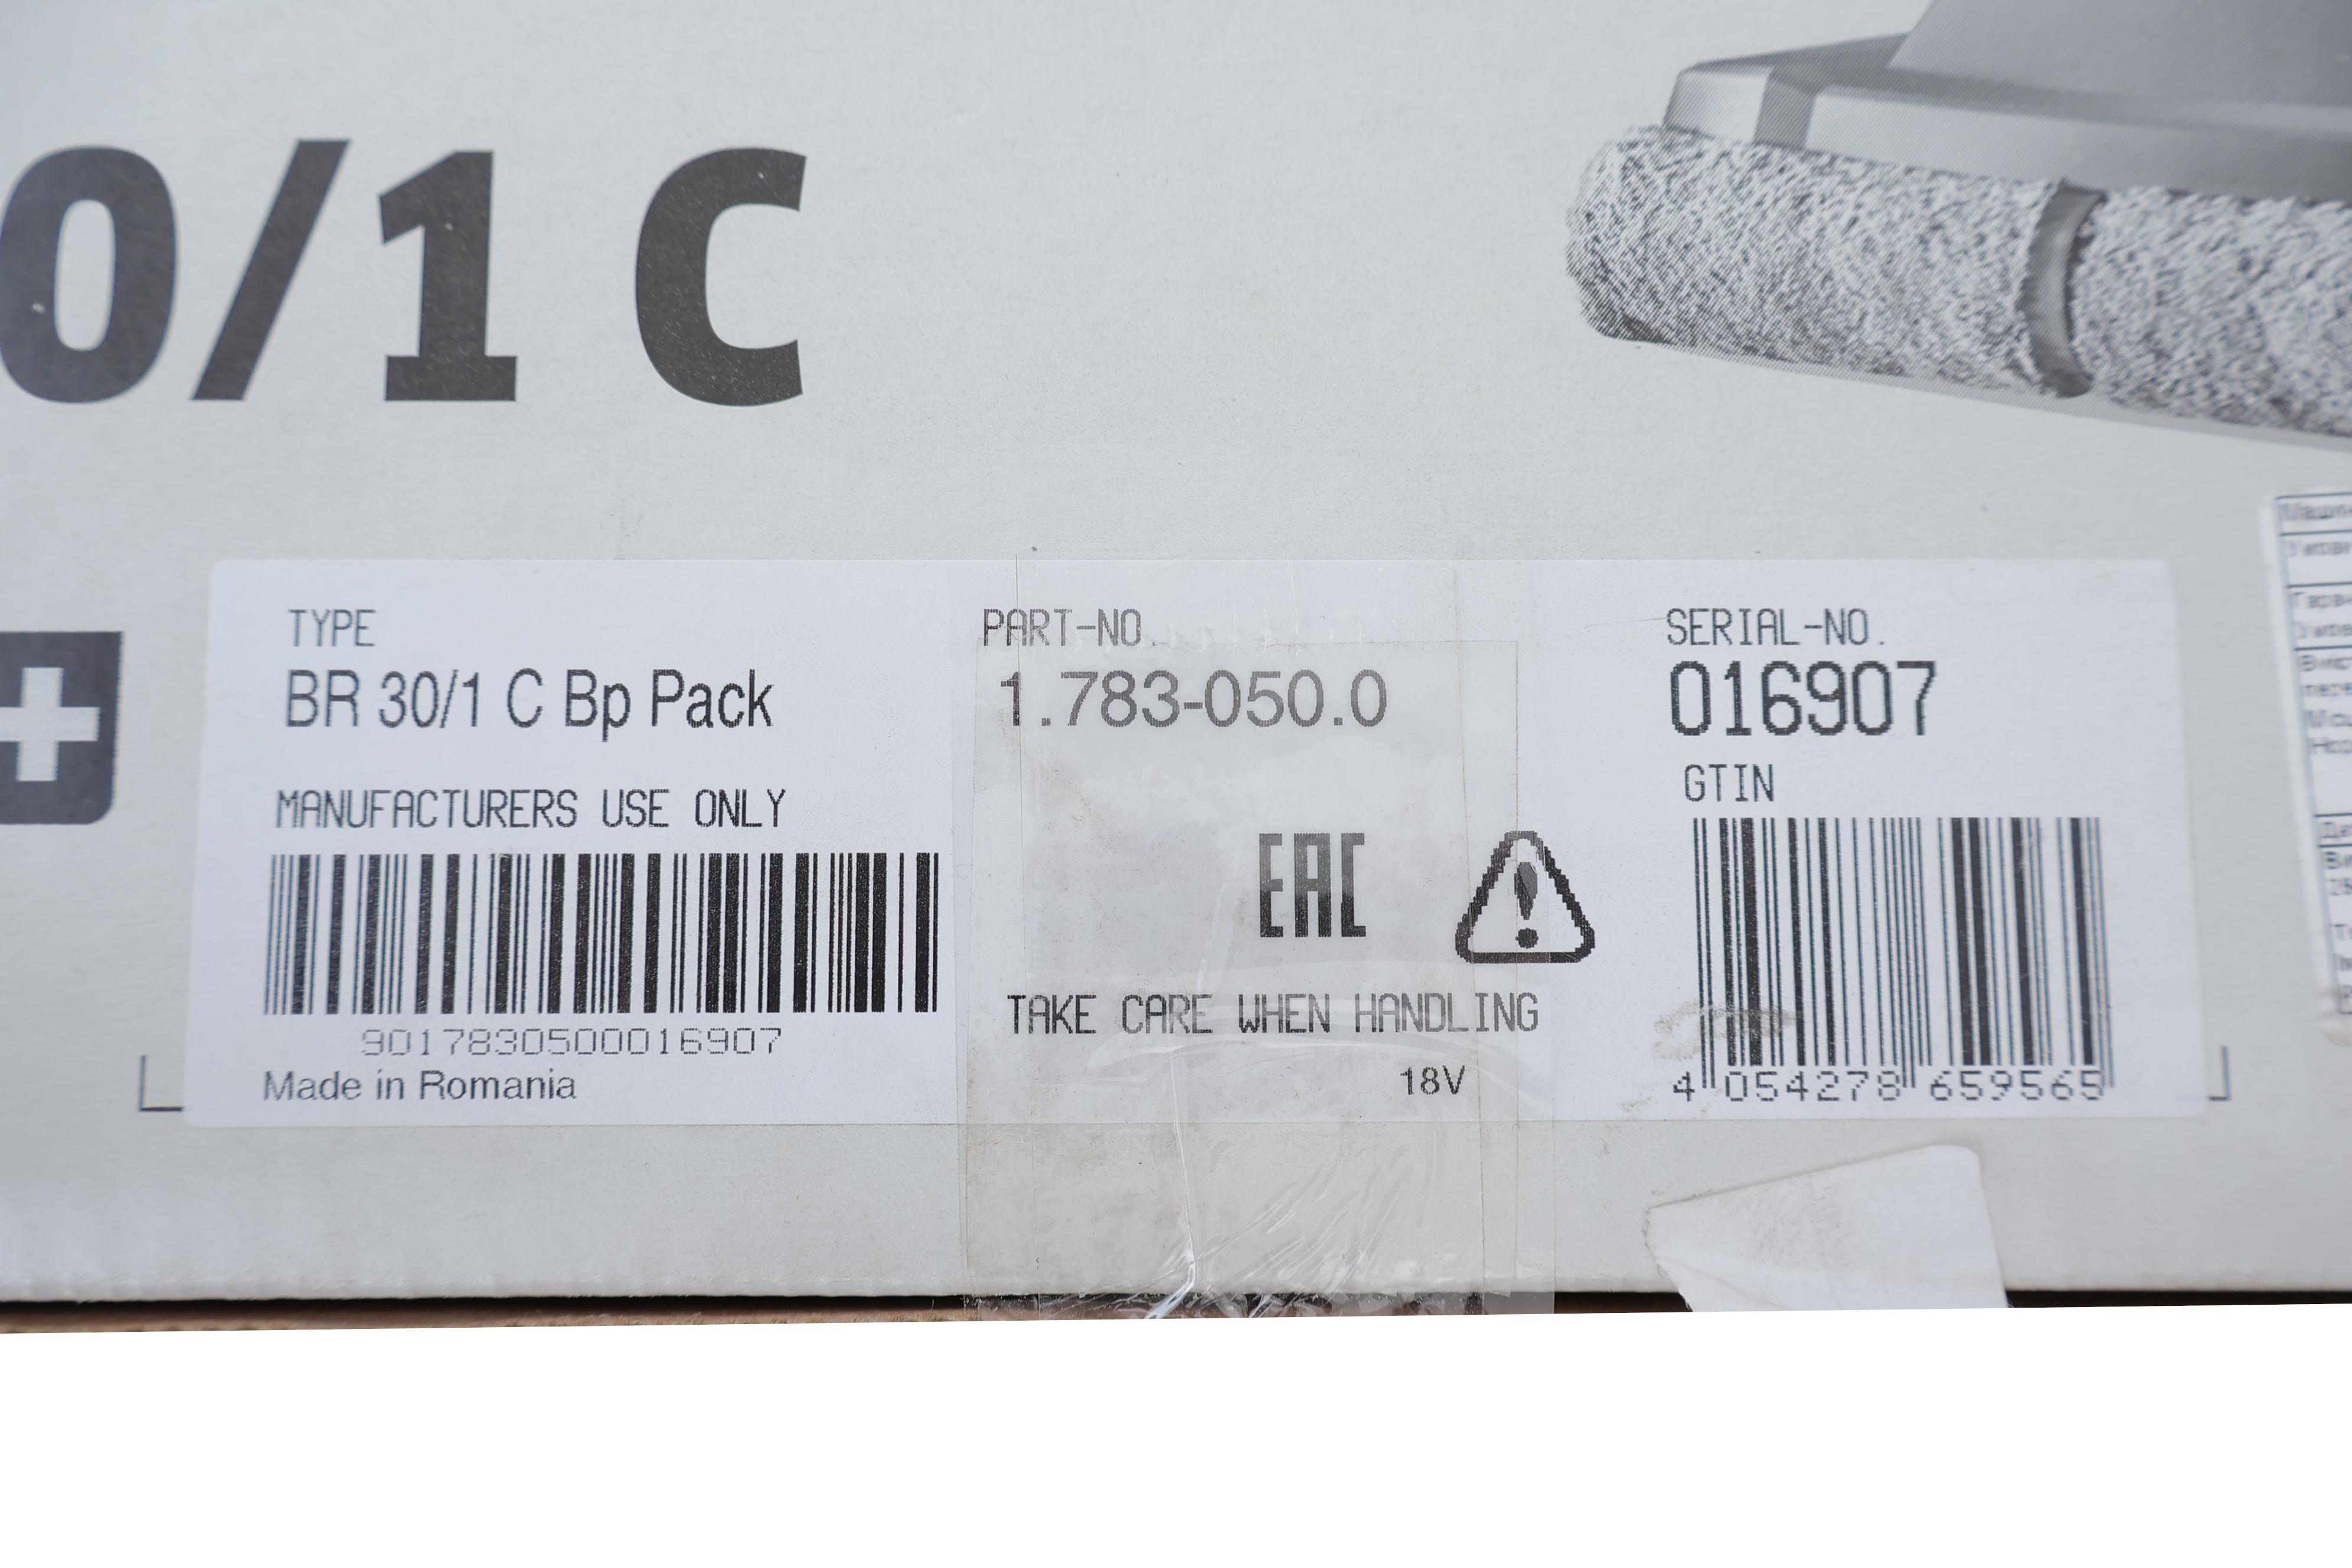 0/1 C
TYPE
BR 30/1 C Bp Pack
MANUFACTURERS USE ONLY
9017830500016907
Made in Romania
PART-NO.
1.783-050.0
EAC
TAKE CARE WHEN HANDLING
18V
SERIAL-NO.
016907
GTIN
4 054278 659565